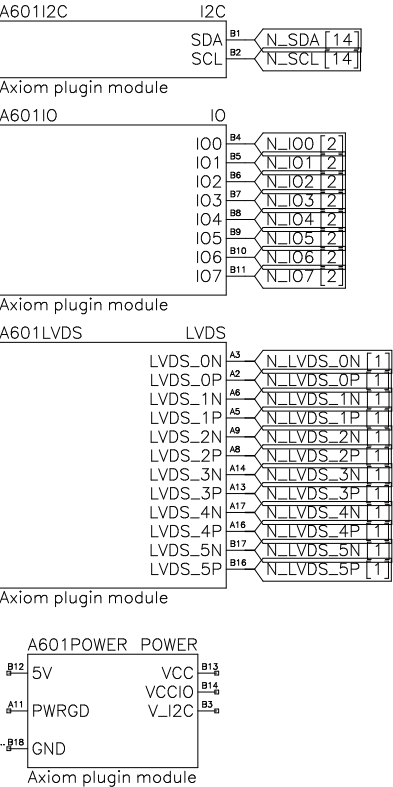 A601I2C I2C
SDA B1 N_SDA [14]
SCL B2 N_SCL [14]
Axiom plugin module
A601IO IO
IO0 B4 N_IO0 [2]
IO1 B5 N_IO1 [2]
IO2 B6 N_IO2 [2]
IO3 B7 N_IO3 [2]
IO4 B8 N_IO4 [2]
IO5 B9 N_IO5 [2]
IO6 B10 N_IO6 [2]
IO7 B11 N_IO7 [2]
Axiom plugin module
A601LVDS LVDS
LVDS_0N A3 N_LVDS_0N [1]
LVDS_0P A2 N_LVDS_0P [1]
LVDS_1N A6 N_LVDS_1N [1]
LVDS_1P A5 N_LVDS_1P [1]
LVDS_2N A9 N_LVDS_2N [1]
LVDS_2P A8 N_LVDS_2P [1]
LVDS_3N A14 N_LVDS_3N [1]
LVDS_3P A13 N_LVDS_3P [1]
LVDS_4N A17 N_LVDS_4N [1]
LVDS_4P A16 N_LVDS_4P [1]
LVDS_5N B17 N_LVDS_5N [1]
LVDS_5P B16 N_LVDS_5P [1]
Axiom plugin module
A601POWER POWER
B12 5V VCC B13
VCCIO B14
A11 PWRGD V_I2C B3
B18 GND
Axiom plugin module